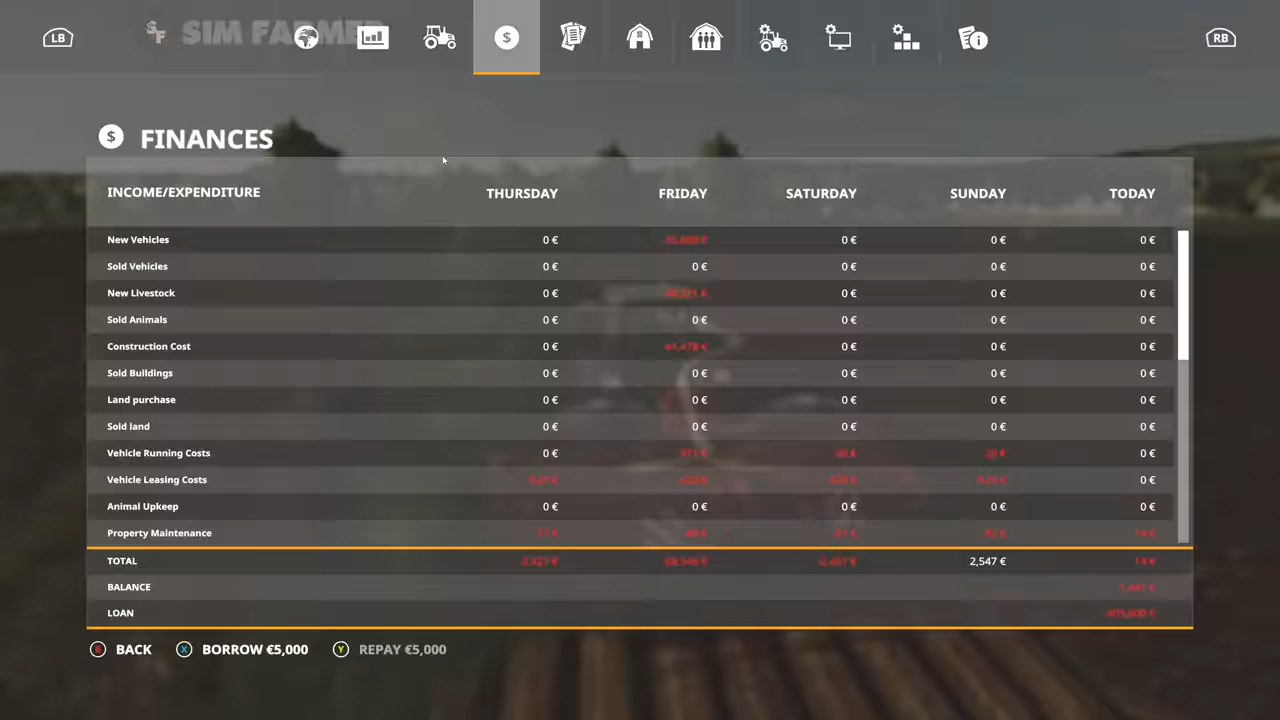 LB
SF SIM FARMER
RB
FINANCES
INCOME/EXPENDITURE THURSDAY FRIDAY SATURDAY SUNDAY TODAY
New Vehicles 0 € 0 € 0 € 0 €
Sold Vehicles 0 € 0 € 0 € 0 € 0 €
New Livestock 0 € 0 € 0 € 0 €
Sold Animals 0 € 0 € 0 € 0 € 0 €
Construction Cost 0 € 0 € 0 € 0 €
Sold Buildings 0 € 0 € 0 € 0 € 0 €
Land purchase 0 € 0 € 0 € 0 € 0 €
Sold land 0 € 0 € 0 € 0 € 0 €
Vehicle Running Costs 0 € 0 €
Vehicle Leasing Costs 0 €
Animal Upkeep 0 € 0 € 0 € 0 € 0 €
Property Maintenance
TOTAL 2,547 €
BALANCE
LOAN
BACK X BORROW €5,000 Y REPAY €5,000